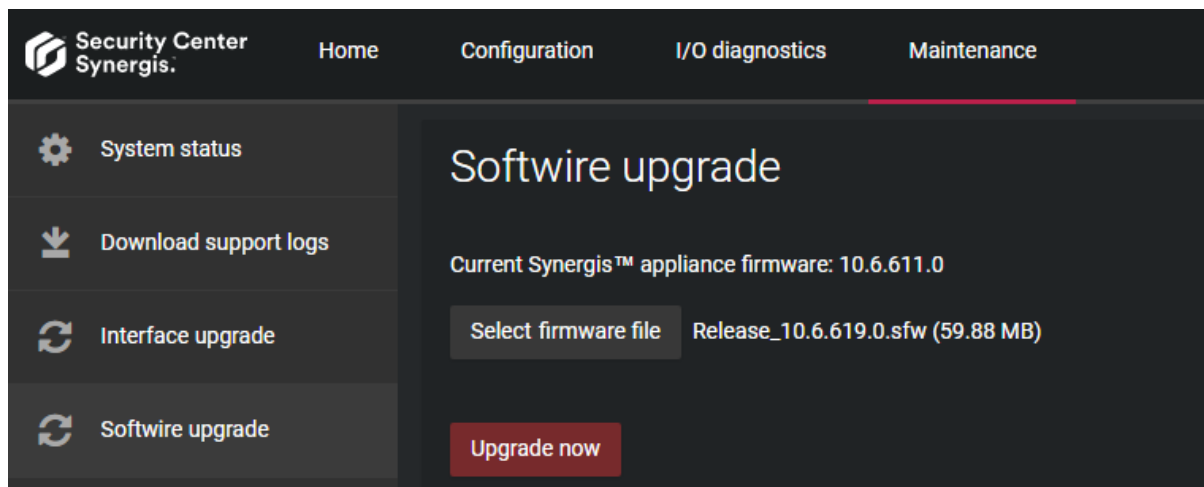 Security Center
Synergis.
Home
Configuration
I/O diagnostics
Maintenance
System status
Download support logs
Interface upgrade
Softwire upgrade
Softwire upgrade
Current Synergis™ appliance firmware: 10.6.611.0
Select firmware file
Release_10.6.619.0.sfw (59.88 MB)
Upgrade now